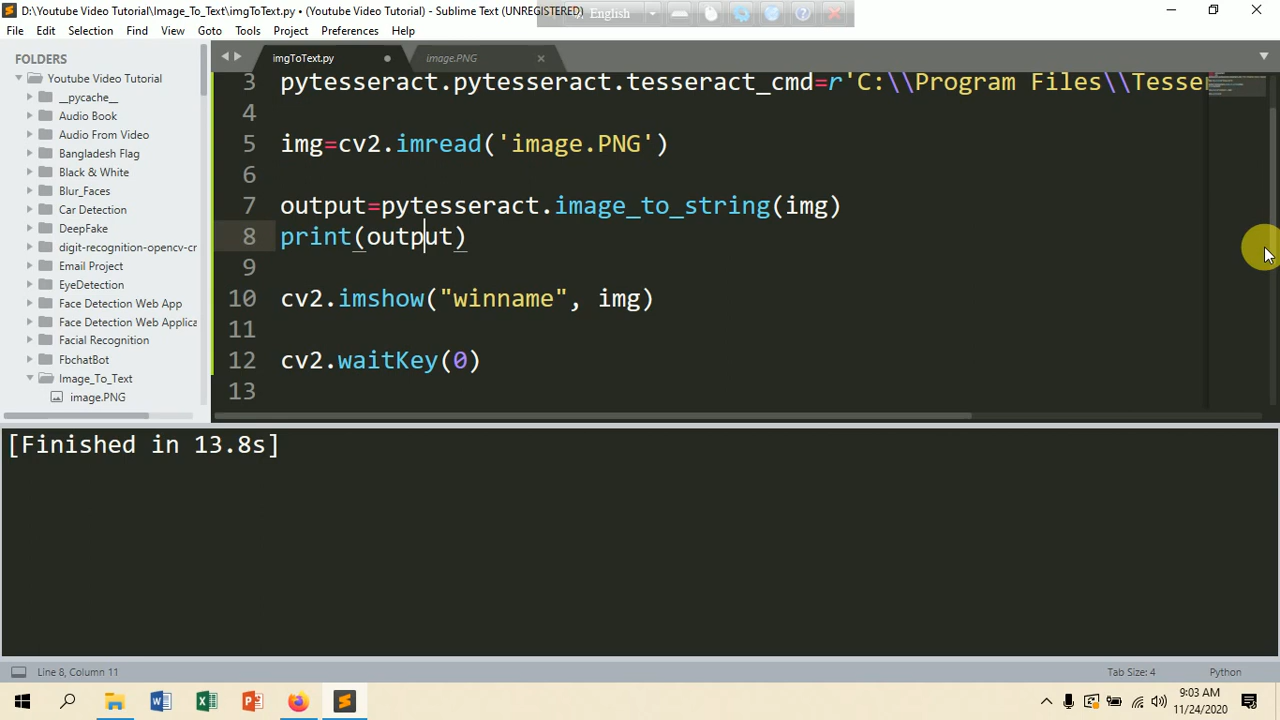 D:\Youtube Video Tutorial\Image_To_Text\imgToText.py • (Youtube Video Tutorial) - Sublime Text (UNREGISTERED)
English
File Edit Selection Find View Goto Tools Project Preferences Help
FOLDERS
Youtube Video Tutorial
__pycache__
Audio Book
Audio From Video
Bangladesh Flag
Black & White
Blur_Faces
Car Detection
DeepFake
digit-recognition-opencv-cr
Email Project
EyeDetection
Face Detection Web App
Face Detection Web Applica
Facial Recognition
FbchatBot
Image_To_Text
image.PNG
imgToText.py
image.PNG
3 pytesseract.pytesseract.tesseract_cmd=r'C:\\Program Files\\Tesser
4
5 img=cv2.imread('image.PNG')
6
7 output=pytesseract.image_to_string(img)
8 print(output)
9
10 cv2.imshow("winname", img)
11
12 cv2.waitKey(0)
13
[Finished in 13.8s]
Line 8, Column 11
Tab Size: 4
Python
9:03 AM
11/24/2020